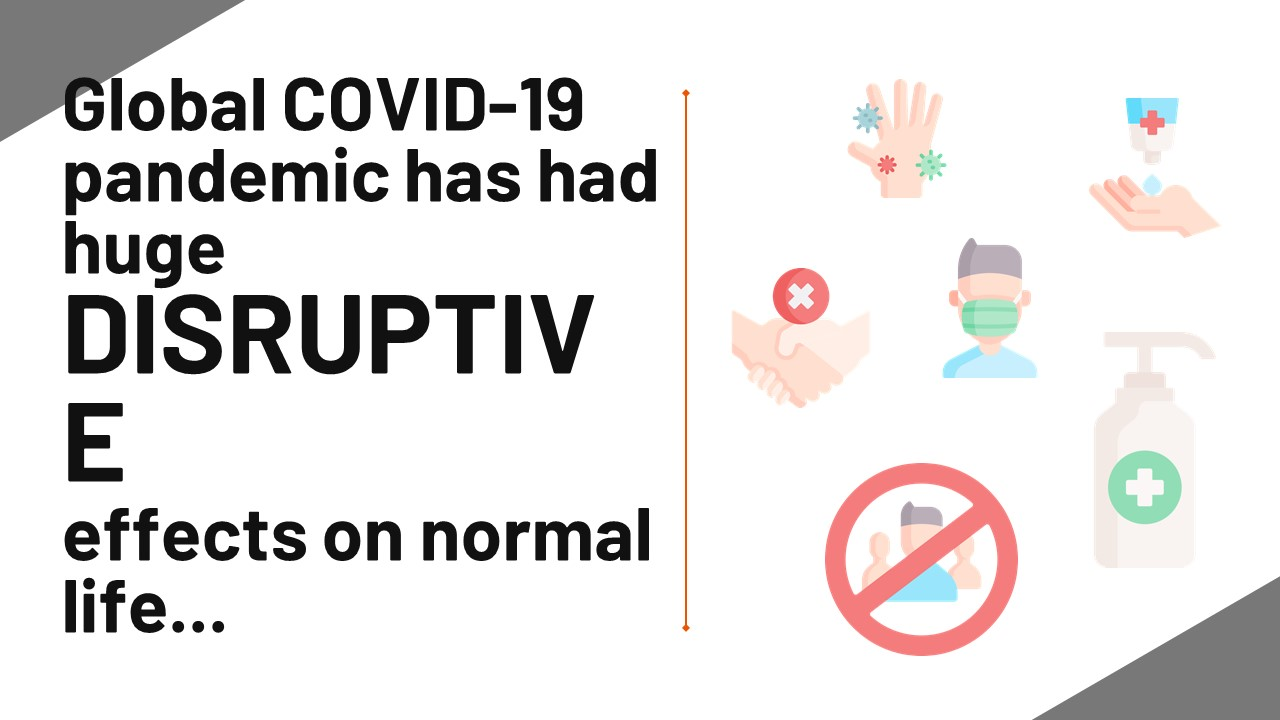 Global COVID-19
pandemic has had
huge
DISRUPTIV
E
effects on normal
life...